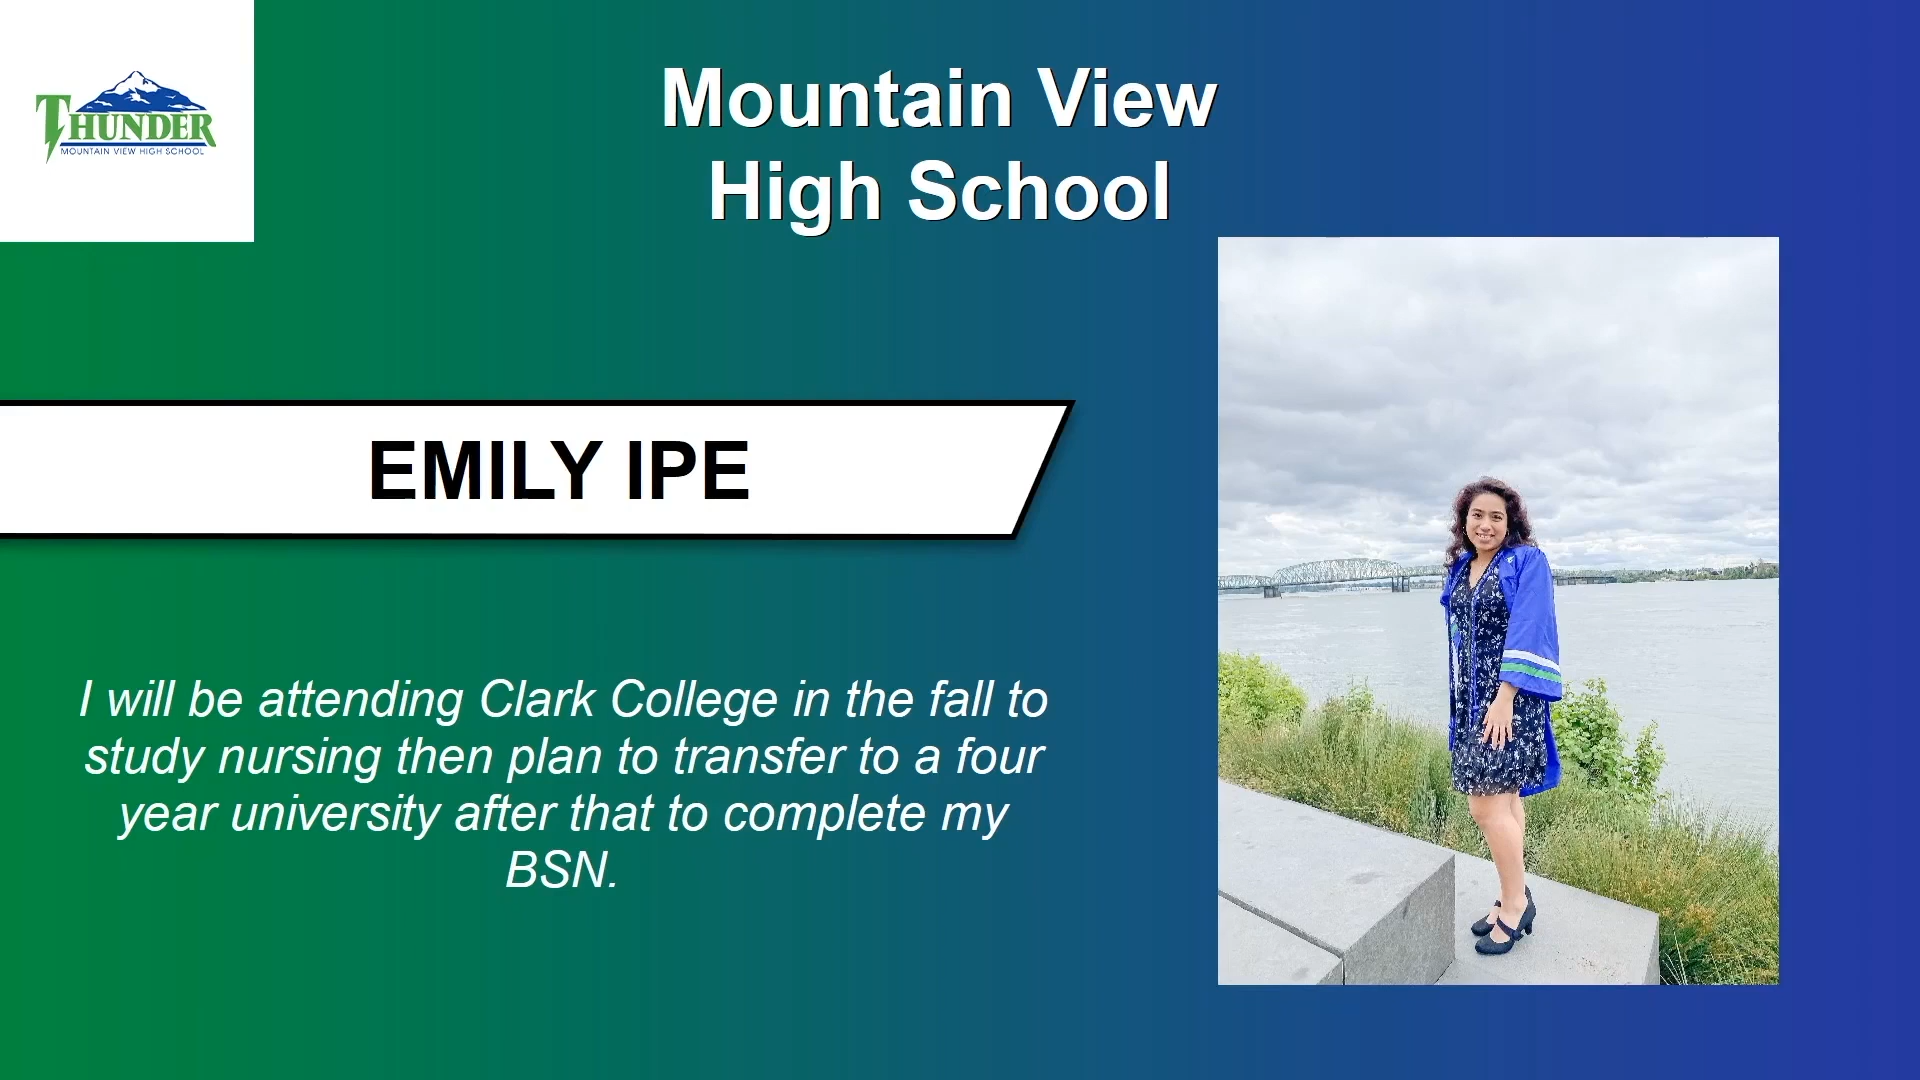 THUNDER
MOUNTAIN VIEW HIGH SCHOOL
Mountain View
High School
EMILY IPE
I will be attending Clark College in the fall to
study nursing then plan to transfer to a four
year university after that to complete my
BSN.